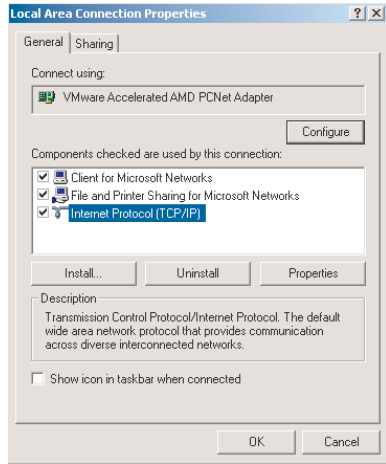 Local Area Connection Properties
General
Sharing
Connect using:
VMware Accelerated AMD PCNet Adapter
Configure
Components checked are used by this connection:
Client for Microsoft Networks
File and Printer Sharing for Microsoft Networks
Internet Protocol (TCP/IP)
Install...
Uninstall
Properties
Description
Transmission Control Protocol/Internet Protocol. The default
wide area network protocol that provides communication
across diverse interconnected networks.
Show icon in taskbar when connected
OK
Cancel